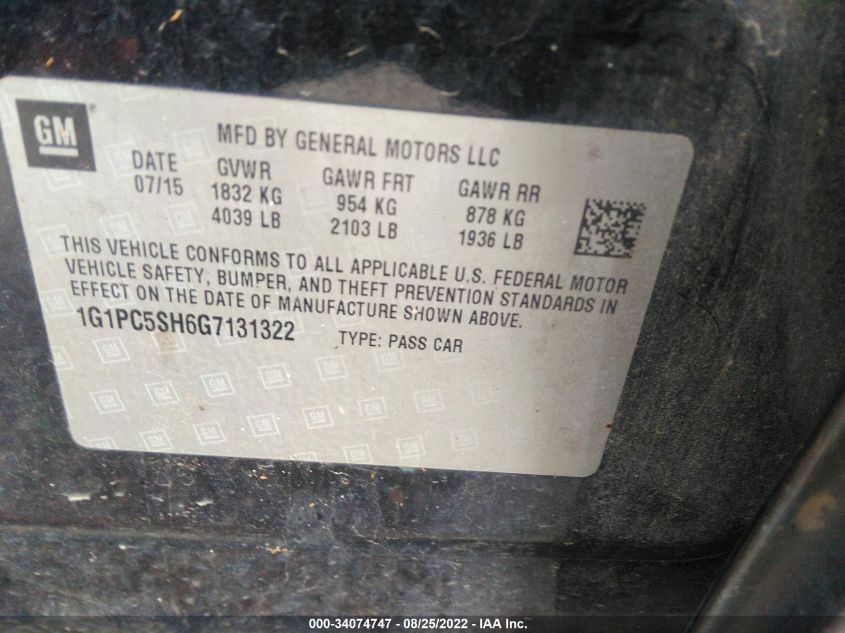 GM
®
MFD BY GENERAL MOTORS LLC
DATE GVWR GAWR FRT GAWR RR
07/15 1832 KG 954 KG 878 KG
4039 LB 2103 LB 1936 LB
THIS VEHICLE CONFORMS TO ALL APPLICABLE U.S. FEDERAL MOTOR
VEHICLE SAFETY, BUMPER, AND THEFT PREVENTION STANDARDS IN
EFFECT ON THE DATE OF MANUFACTURE SHOWN ABOVE.
1G1PC5SH6G7131322 TYPE: PASS CAR
000-34074747 - 08/25/2022 - IAA Inc.